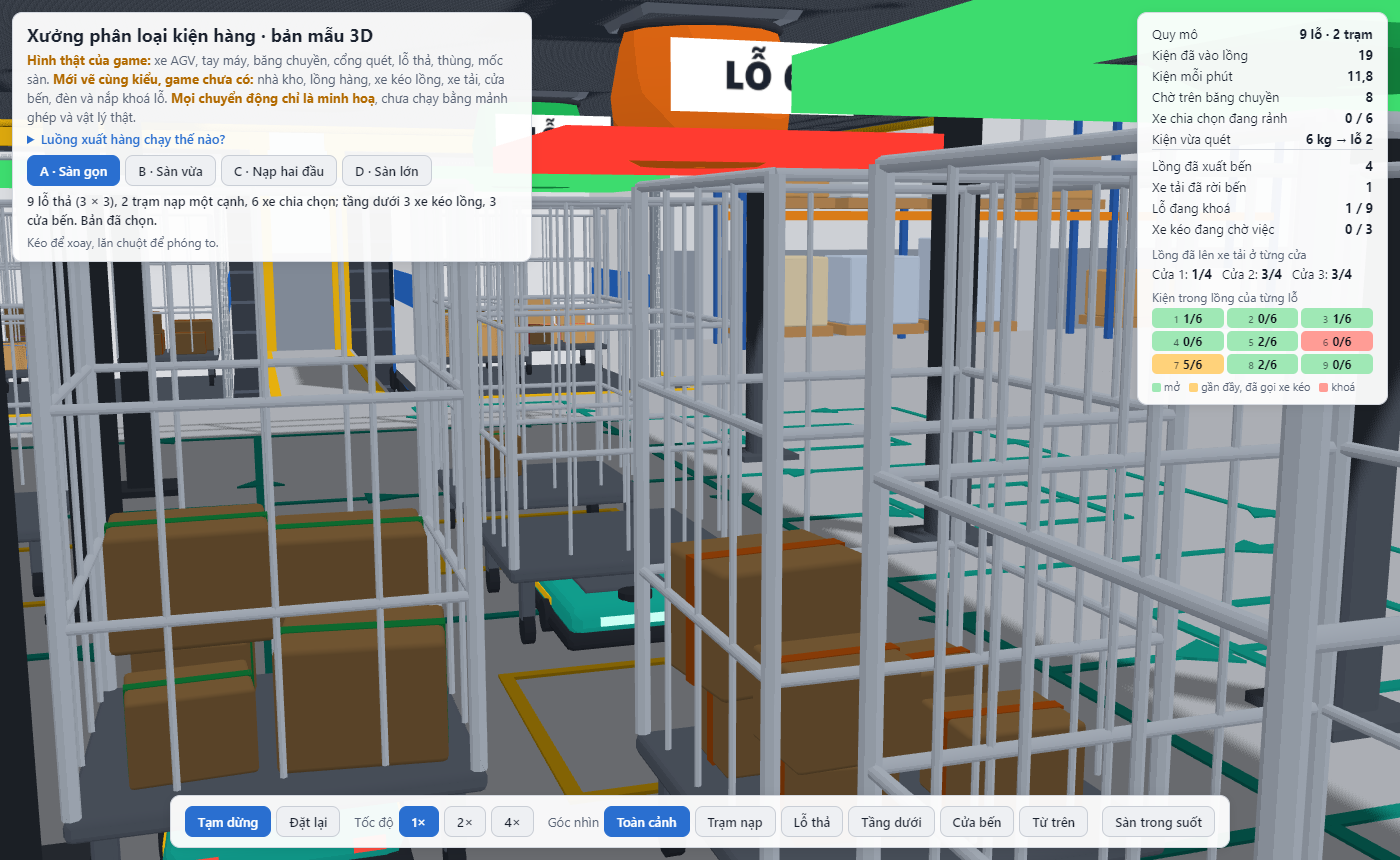 Xưởng phân loại kiện hàng · bản mẫu 3D
Hình thật của game: xe AGV, tay máy, băng chuyền, cổng quét, lỗ thả, thùng, mốc
sàn. Mới vẽ cùng kiểu, game chưa có: nhà kho, lồng hàng, xe kéo lồng, xe tải, cửa
bến, đèn và nắp khoá lỗ. Mọi chuyển động chỉ là minh hoạ, chưa chạy bằng mảnh
ghép và vật lý thật.
▶ Luồng xuất hàng chạy thế nào?
A · Sàn gọn
B · Sàn vừa
C · Nạp hai đầu
D · Sàn lớn
9 lỗ thả (3 × 3), 2 trạm nạp một cạnh, 6 xe chia chọn; tầng dưới 3 xe kéo lồng, 3
cửa bến. Bản đã chọn.
Kéo để xoay, lăn chuột để phóng to.
LỖ
Quy mô 9 lỗ · 2 trạm
Kiện đã vào lồng 19
Kiện mỗi phút 11,8
Chờ trên băng chuyền 8
Xe chia chọn đang rảnh 0 / 6
Kiện vừa quét 6 kg → lỗ 2
Lồng đã xuất bến 4
Xe tải đã rời bến 1
Lỗ đang khoá 1 / 9
Xe kéo đang chờ việc 0 / 3
Lồng đã lên xe tải ở từng cửa
Cửa 1: 1/4 Cửa 2: 3/4 Cửa 3: 3/4
Kiện trong lồng của từng lỗ
1 1/6 2 0/6 3 1/6
4 0/6 5 2/6 6 0/6
7 5/6 8 2/6 9 0/6
mở gần đầy, đã gọi xe kéo khoá
Tạm dừng
Đặt lại
Tốc độ 1× 2× 4×
Góc nhìn Toàn cảnh Trạm nạp Lỗ thả Tầng dưới Cửa bến Từ trên
Sàn trong suốt